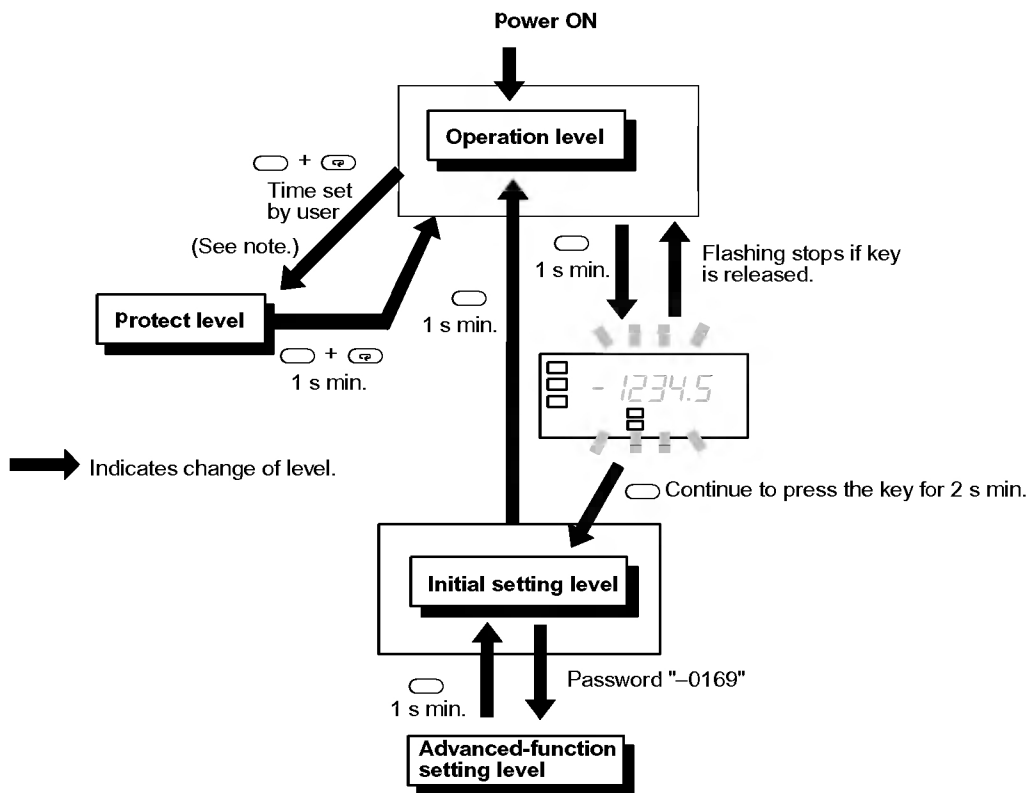 Power ON
Operation level
+
Time set
by user
(See note.)
1 s min.
Flashing stops if key
is released.
Protect level
1 s min.
+
1 s min.
-1234.5
Indicates change of level.
Continue to press the key for 2 s min.
Initial setting level
Password "–0169"
1 s min.
Advanced-function
setting level